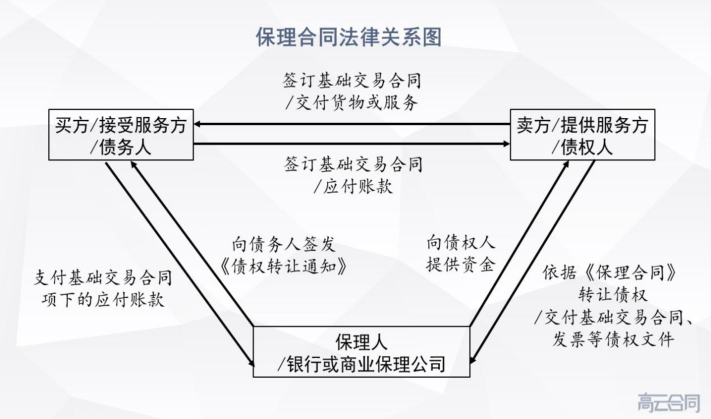 保理合同法律关系图
签订基础交易合同
/交付货物或服务
买方/接受服务方
/债务人
卖方/提供服务方
/债权人
签订基础交易合同
/应付账款
向债务人签发
《债权转让通知》
向债权人
提供资金
支付基础交易合同
项下的应付账款
依据《保理合同》
转让债权
/交付基础交易合同、
发票等债权文件
保理人
/银行或商业保理公司
高云合同